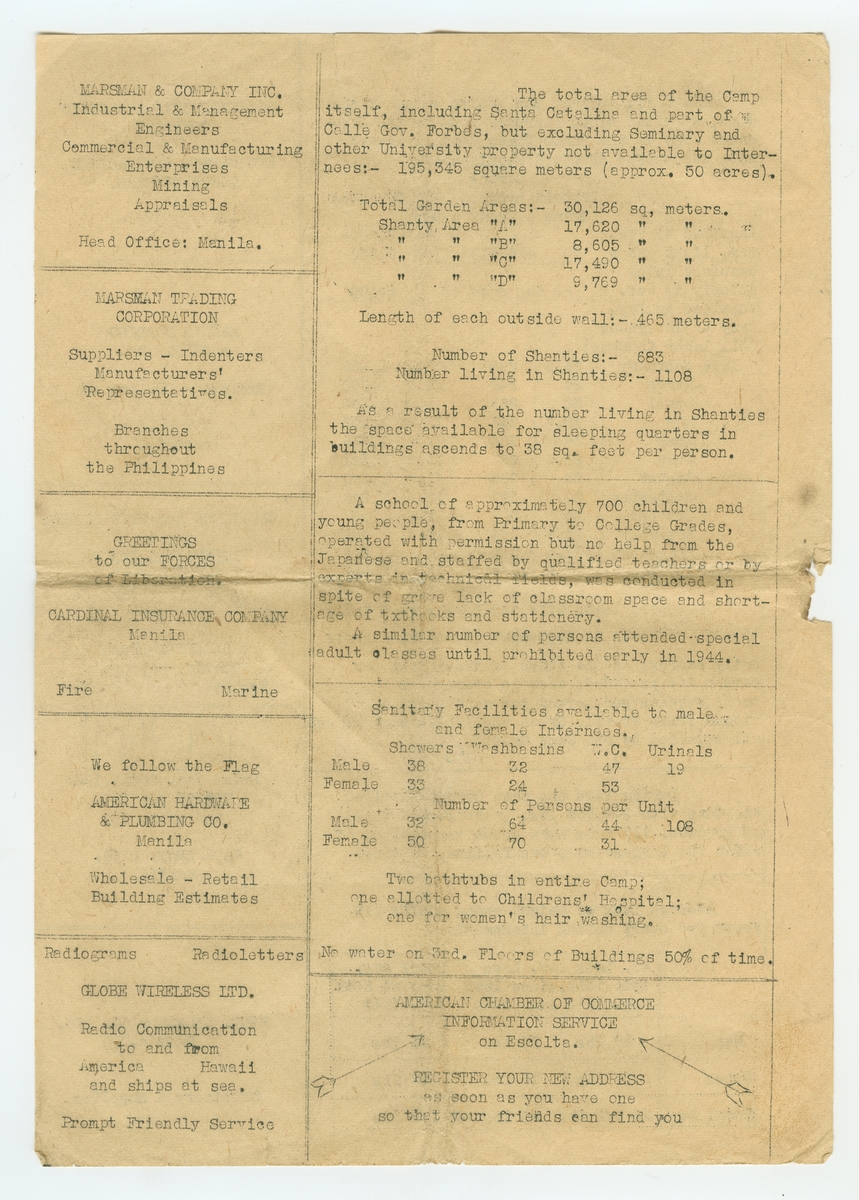 MARSMAN & COMPANY INC.
Industrial & Management
Engineers
Commercial & Manufacturing
Enterprises
Mining
Appraisals
Head Office: Manila.
MARSMAN TRADING
CORPORATION
Suppliers - Indenters
Manufacturers'
Representatives.
Branches
throughout
the Philippines
GREETINGS
to our FORCES
of Liberation.
CARDINAL INSURANCE COMPANY
Manila
Fire Marine
We follow the Flag
AMERICAN HARDWARE
& PLUMBING CO.
Manila
Wholesale - Retail
Building Estimates
Radiograms Radioletters
GLOBE WIRELESS LTD.
Radio Communication
to and from
America Hawaii
and ships at sea.
Prompt Friendly Service
The total area of the Camp
itself, including Santa Catalina and part of
Calle Gov. Forbes, but excluding Seminary and
other University property not available to Inter-
nees:- 195,345 square meters (approx. 50 acres).
Total Garden Areas:- 30,126 sq, meters.
Shanty Area "A" 17,620 " "
" " "B" 8,605 " "
" " "C" 17,490 " "
" " "D" 9,769 " "
Length of each outside wall:- 465 meters.
Number of Shanties:- 683
Number living in Shanties:- 1108
As a result of the number living in Shanties
the space available for sleeping quarters in
buildings ascends to 38 sq. feet per person.
A school of approximately 700 children and
young people, from Primary to College Grades,
operated with permission but no help from the
Japanese and staffed by qualified teachers or by
experts in technical fields, was conducted in
spite of grave lack of classroom space and short-
age of txtbooks and stationery.
A similar number of persons attended special
adult classes until prohibited early in 1944.
Sanitary Facilities available to male
and female Internees.
Showers Washbasins W.C. Urinals
Male 38 32 47 19
Female 33 24 53
Number of Persons per Unit
Male 32 64 44 108
Female 50 70 31
Two bathtubs in entire Camp;
one allotted to Childrens' Hospital;
one for women's hair washing.
No water on 3rd. Floors of Buildings 50% of time.
AMERICAN CHAMBER OF COMMERCE
INFORMATION SERVICE
on Escolta.
REGISTER YOUR NEW ADDRESS
as soon as you have one
so that your friends can find you